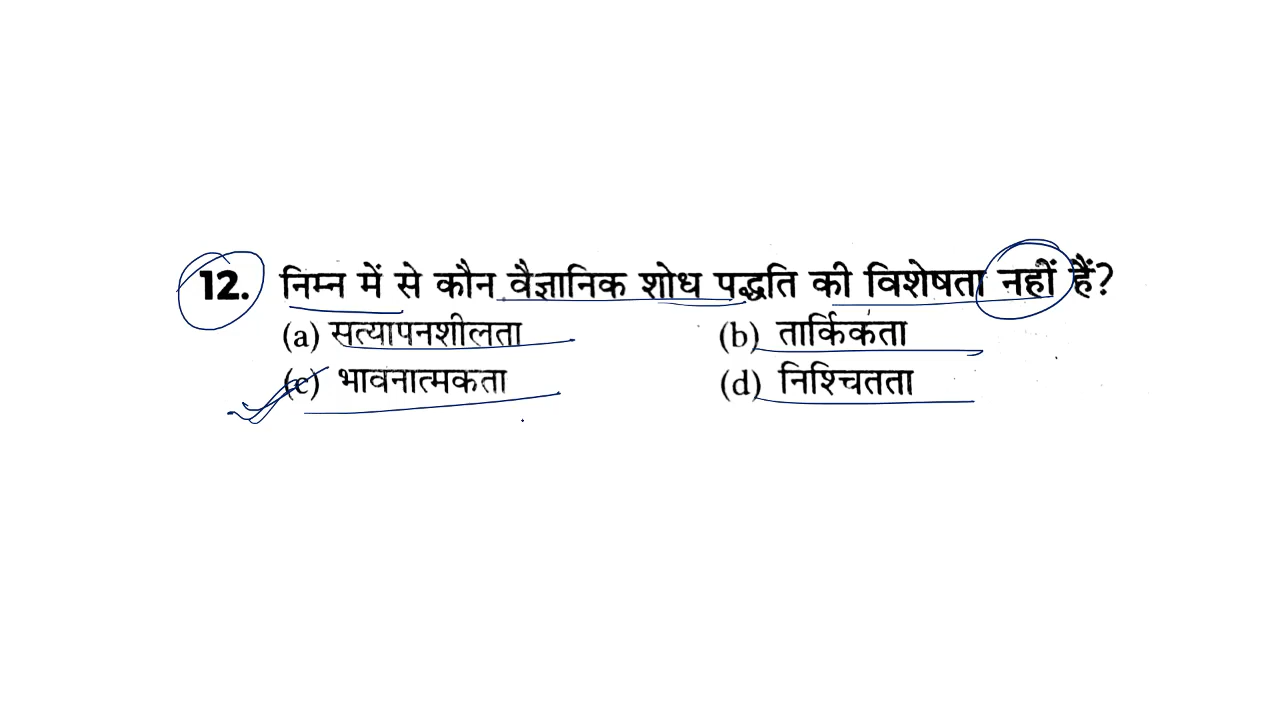 12. निम्न में से कौन वैज्ञानिक शोध पद्धति की विशेषता नहीं हैं?
(a) सत्यापनशीलता (b) तार्किकता
(c) भावनात्मकता (d) निश्चितता